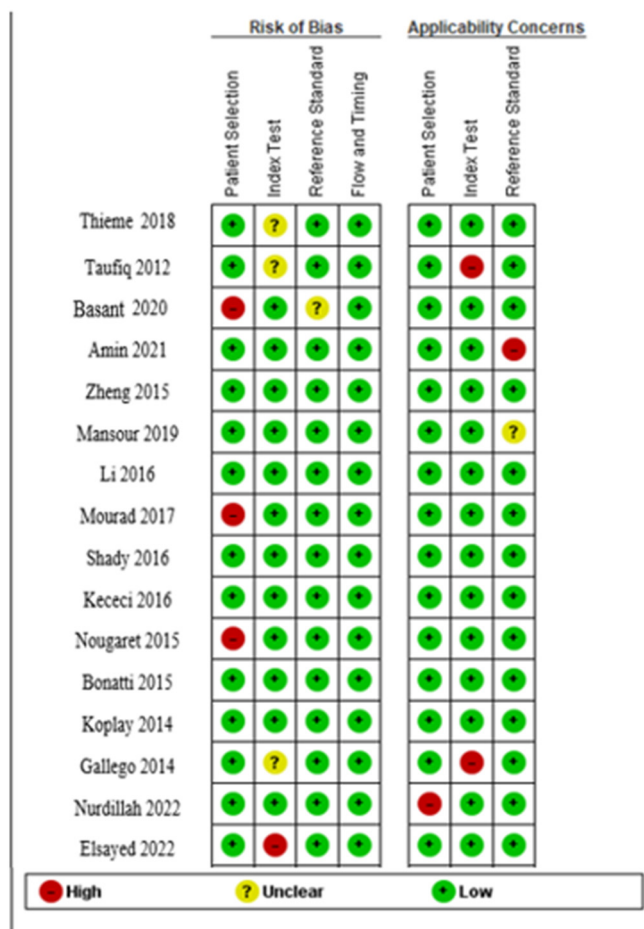 Risk of Bias Applicability Concerns
Patient Selection
Index Test
Reference Standard
Flow and Timing
Patient Selection
Index Test
Reference Standard
Thieme 2018 + ? + + + + +
Taufiq 2012 + ? + + + - +
Basant 2020 - + ? + + + +
Amin 2021 + + + + + + -
Zheng 2015 + + + + + + +
Mansour 2019 + + + + + + ?
Li 2016 + + + + + + +
Mourad 2017 - + + + + + +
Shady 2016 + + + + + + +
Kececi 2016 + + + + + + +
Nougaret 2015 - + + + + + +
Bonatti 2015 + + + + + + +
Koplay 2014 + + + + + + +
Gallego 2014 + ? + + + - +
Nurdillah 2022 + + + + - + +
Elsayed 2022 + - + + + + +
- High ? Unclear + Low